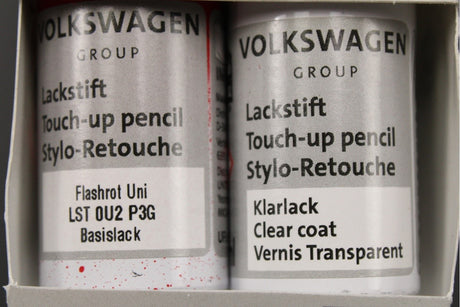 VOLKSWAGEN
GROUP
Lackstift
Touch-up pencil
Stylo-Retouche
Flashrot Uni
LST 0U2 P3G
Basislack
VOLKSWAGEN
GROUP
Lackstift
Touch-up pencil
Stylo-Retouche
Klarlack
Clear coat
Vernis Transparent